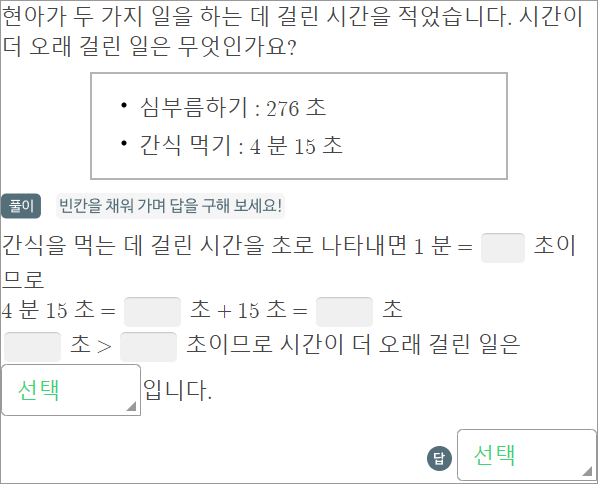 현아가 두 가지 일을 하는 데 걸린 시간을 적었습니다. 시간이
더 오래 걸린 일은 무엇인가요?
• 심부름하기 : 276 초
• 간식 먹기 : 4 분 15 초
풀이 빈칸을 채워 가며 답을 구해 보세요!
간식을 먹는 데 걸린 시간을 초로 나타내면 1 분 = 초이
므로
4 분 15 초 = 초 + 15 초 = 초
초 > 초이므로 시간이 더 오래 걸린 일은
선택 입니다.
답 선택